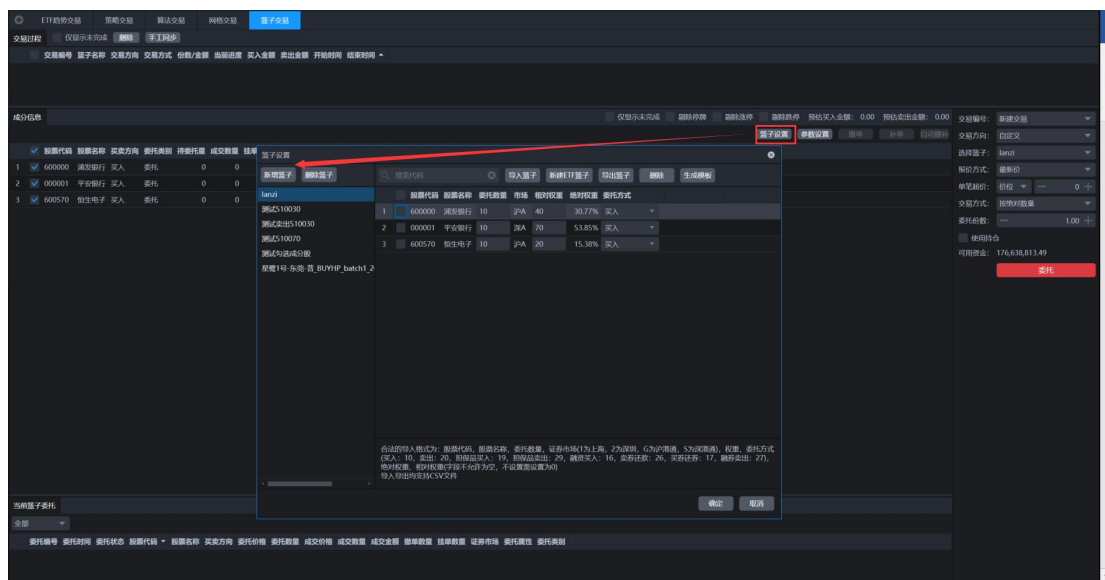 ETF趋势交易 策略交易 算法交易 网格交易 篮子交易
交易过程 仅显示未完成 删除 手工同步
交易编号 篮子名称 交易方向 交易方式 份数/金额 当前进度 买入金额 卖出金额 开始时间 结束时间
成分信息 仅显示未完成 剔除停牌 剔除涨停 剔除跌停 预估买入金额: 0.00 预估卖出金额: 0.00
篮子设置 参数设置 撤单 补单 自动撤补
股票代码 股票名称 买卖方向 委托类别 待委托量 成交数量 挂单
1 600000 浦发银行 买入 委托 0 0
2 000001 平安银行 买入 委托 0 0
3 600570 恒生电子 买入 委托 0 0
篮子设置
新增篮子 删除篮子 搜索代码 导入篮子 新建ETF篮子 导出篮子 删除 生成模板
lanzi
测试510030
测试卖出510030
测试510070
测试勾选成分股
星鹭1号-东莞-普_BUYHP_batch1_2
股票代码 股票名称 委托数量 市场 相对权重 绝对权重 委托方式
1 600000 浦发银行 10 沪A 40 30.77% 买入
2 000001 平安银行 10 深A 70 53.85% 买入
3 600570 恒生电子 10 沪A 20 15.38% 买入
合法的导入格式为: 股票代码, 股票名称, 委托数量, 证券市场(1为上海, 2为深圳, G为沪港通, S为深港通), 权重, 委托方式
(买入: 10, 卖出: 20, 担保品买入: 19, 担保品卖出: 29, 融资买入: 16, 卖券还款: 26, 买券还券: 17, 融券卖出: 27),
绝对权重, 相对权重(字段不允许为空, 不设置需设置为0)
导入导出均支持CSV文件
确定 取消
交易编号: 新建交易
交易方向: 自定义
选择篮子: lanzi
报价方式: 最新价
单笔超价: 价位 — 0 +
交易方式: 按绝对数量
委托份数: — 1.00 +
使用持仓
可用资金: 176,638,813.49
委托
当前篮子委托
全部
委托编号 委托时间 委托状态 股票代码 股票名称 买卖方向 委托价格 委托数量 成交价格 成交数量 成交金额 撤单数量 挂单数量 证券市场 委托属性 委托类别